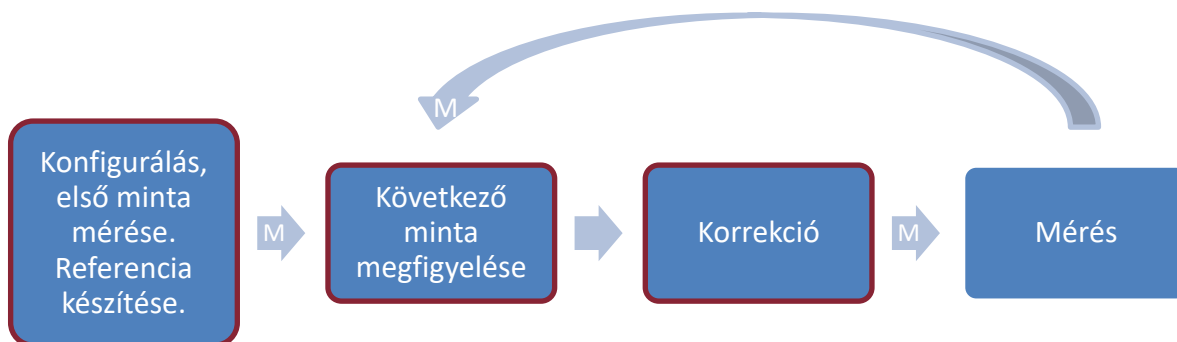 M
Konfigurálás,
első minta
mérése.
Referencia
készítése.
M
Következő
minta
megfigyelése
Korrekció
M
Mérés